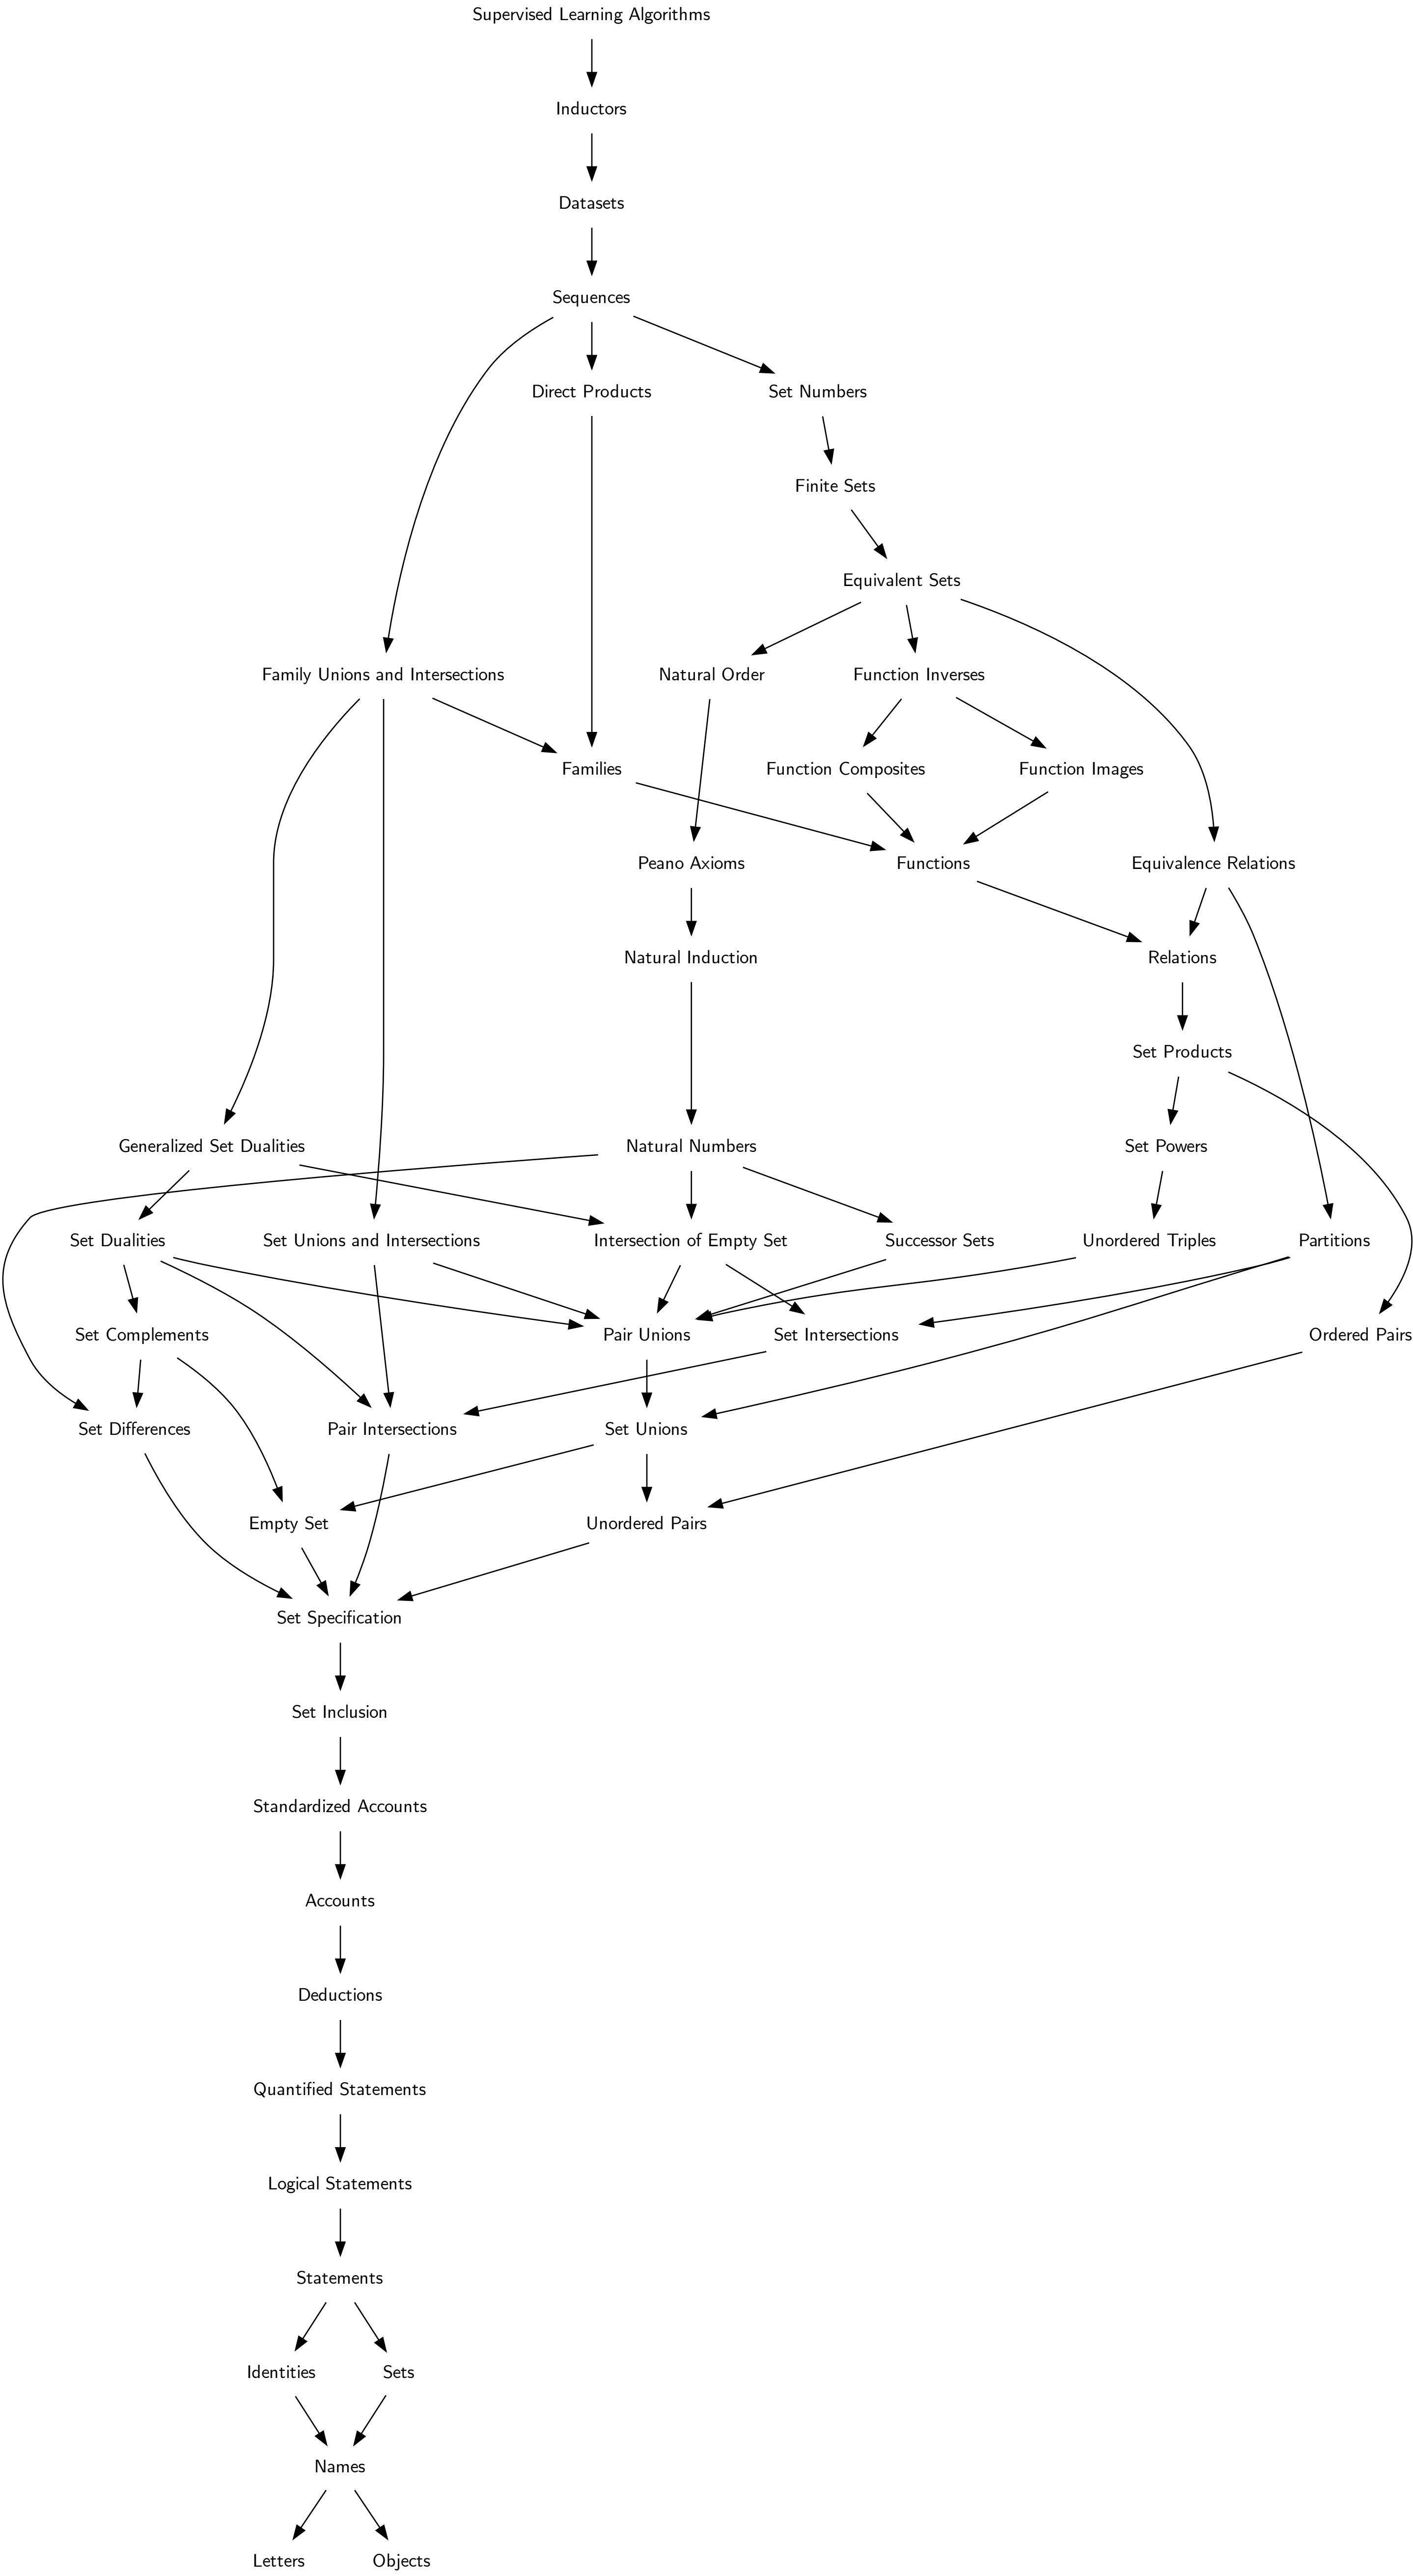 Supervised Learning Algorithms
Inductors
Datasets
Sequences
Direct Products
Set Numbers
Finite Sets
Equivalent Sets
Family Unions and Intersections
Natural Order
Function Inverses
Families
Function Composites
Function Images
Peano Axioms
Functions
Equivalence Relations
Natural Induction
Relations
Set Products
Generalized Set Dualities
Natural Numbers
Set Powers
Set Dualities
Set Unions and Intersections
Intersection of Empty Set
Successor Sets
Unordered Triples
Partitions
Set Complements
Pair Unions
Set Intersections
Ordered Pairs
Set Differences
Pair Intersections
Set Unions
Empty Set
Unordered Pairs
Set Specification
Set Inclusion
Standardized Accounts
Accounts
Deductions
Quantified Statements
Logical Statements
Statements
Identities
Sets
Names
Letters
Objects